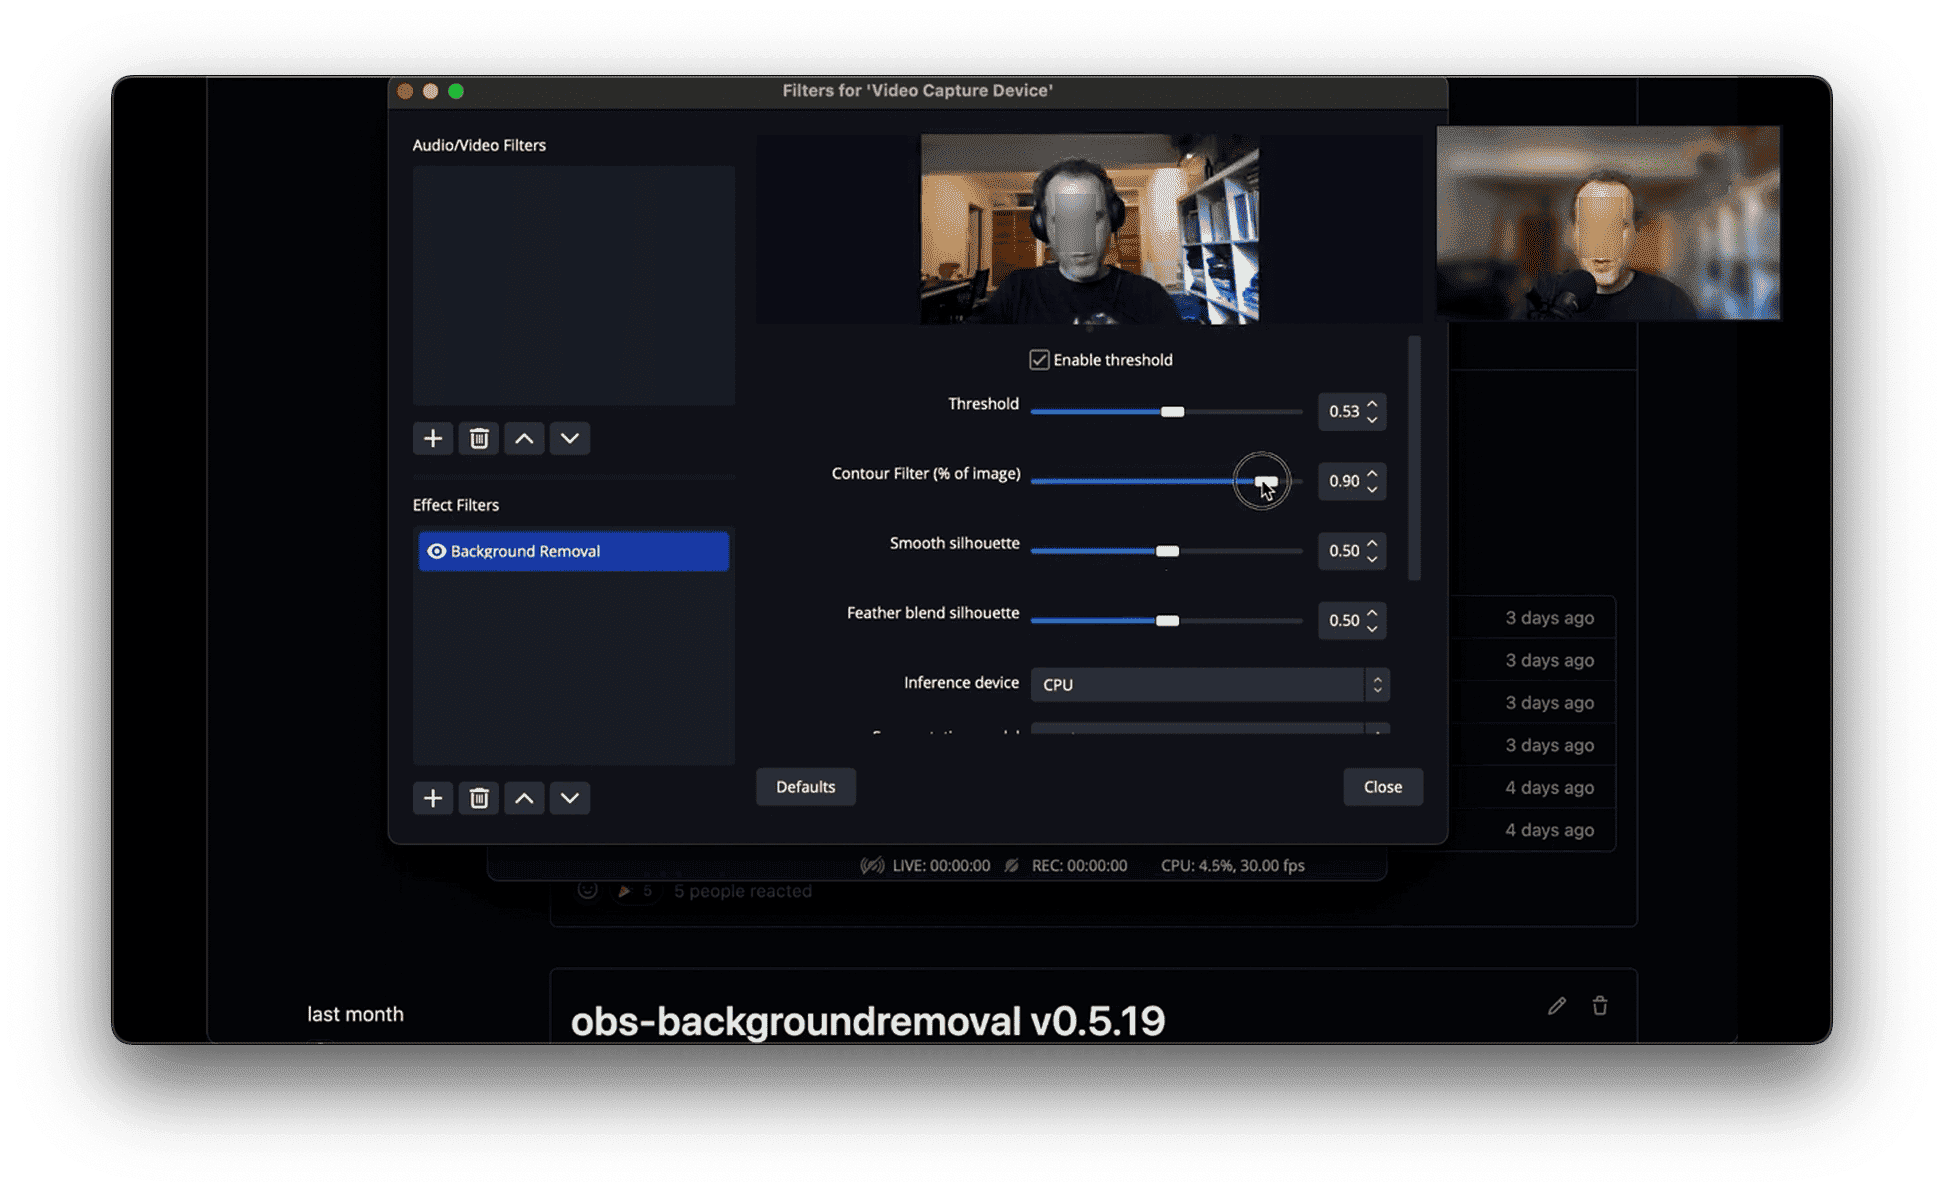 Filters for 'Video Capture Device'
Audio/Video Filters
Enable threshold
Threshold
0.53
Contour Filter (% of image)
0.90
Effect Filters
Smooth silhouette
0.50
Background Removal
Feather blend silhouette
0.50
3 days ago
3 days ago
Inference device
CPU
3 days ago
3 days ago
Defaults
Close
4 days ago
4 days ago
LIVE: 00:00:00
REC: 00:00:00
CPU: 4.5%, 30.00 fps
5
5 people reacted
last month
obs-backgroundremoval v0.5.19